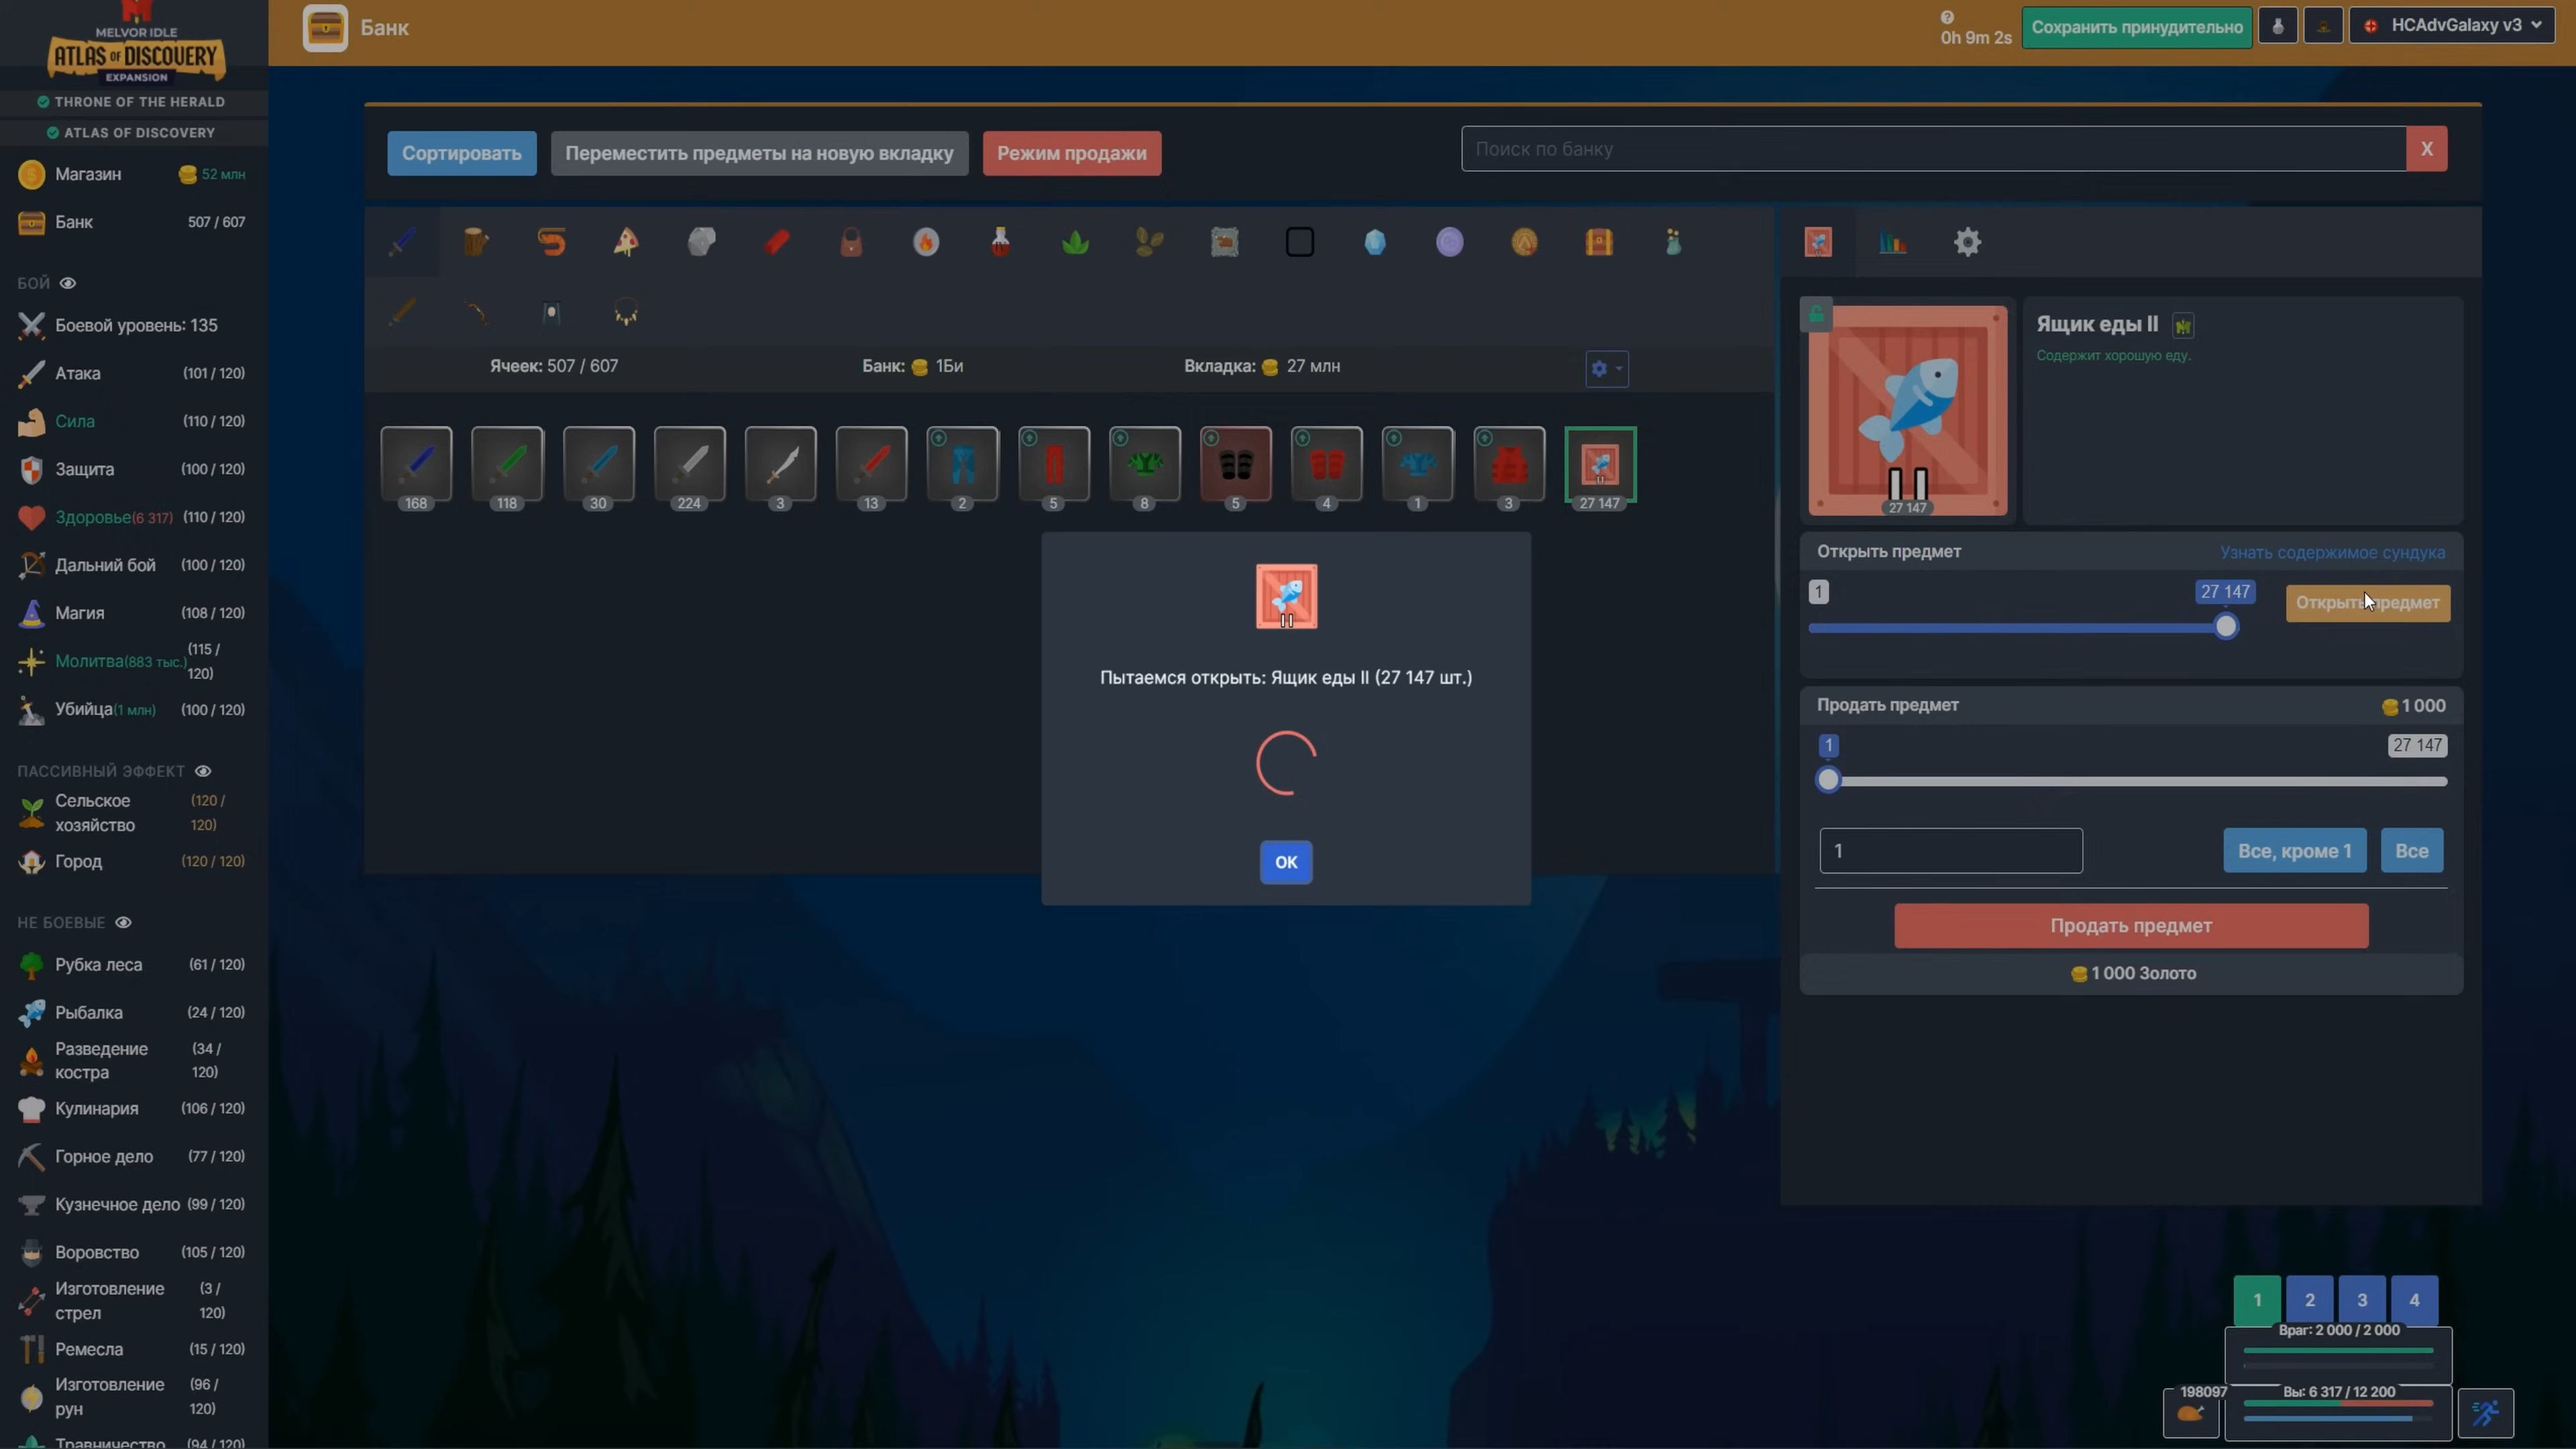 MELVOR IDLE
ATLAS OF DISCOVERY
EXPANSION
THRONE OF THE HERALD
ATLAS OF DISCOVERY
Магазин 52 млн
Банк 507 / 607
БОЙ
Боевой уровень: 135
Атака (101 / 120)
Сила (110 / 120)
Защита (100 / 120)
Здоровье(6 317) (110 / 120)
Дальний бой (100 / 120)
Магия (108 / 120)
Молитва(883 тыс.) (115 / 120)
Убийца(1 млн) (100 / 120)
ПАССИВНЫЙ ЭФФЕКТ
Сельское хозяйство (120 / 120)
Город (120 / 120)
НЕ БОЕВЫЕ
Рубка леса (61 / 120)
Рыбалка (24 / 120)
Разведение костра (34 / 120)
Кулинария (106 / 120)
Горное дело (77 / 120)
Кузнечное дело (99 / 120)
Воровство (105 / 120)
Изготовление стрел (3 / 120)
Ремесла (15 / 120)
Изготовление рун (96 / 120)
Травничество (94 / 120)
Банк
0h 9m 2s
Сохранить принудительно
HCAdvGalaxy v3
Сортировать
Переместить предметы на новую вкладку
Режим продажи
Поиск по банку
X
Ячеек: 507 / 607
Банк: 1Би
Вкладка: 27 млн
168 118 30 224 3 13 2 5 8 5 4 1 3 27 147
Пытаемся открыть: Ящик еды II (27 147 шт.)
OK
Ящик еды II
Содержит хорошую еду.
27 147
Открыть предмет
Узнать содержимое сундука
1
27 147
Открыть предмет
Продать предмет
1 000
1
27 147
1
Все, кроме 1
Все
Продать предмет
1 000 Золото
1 2 3 4
Враг: 2 000 / 2 000
198097
Вы: 6 317 / 12 200